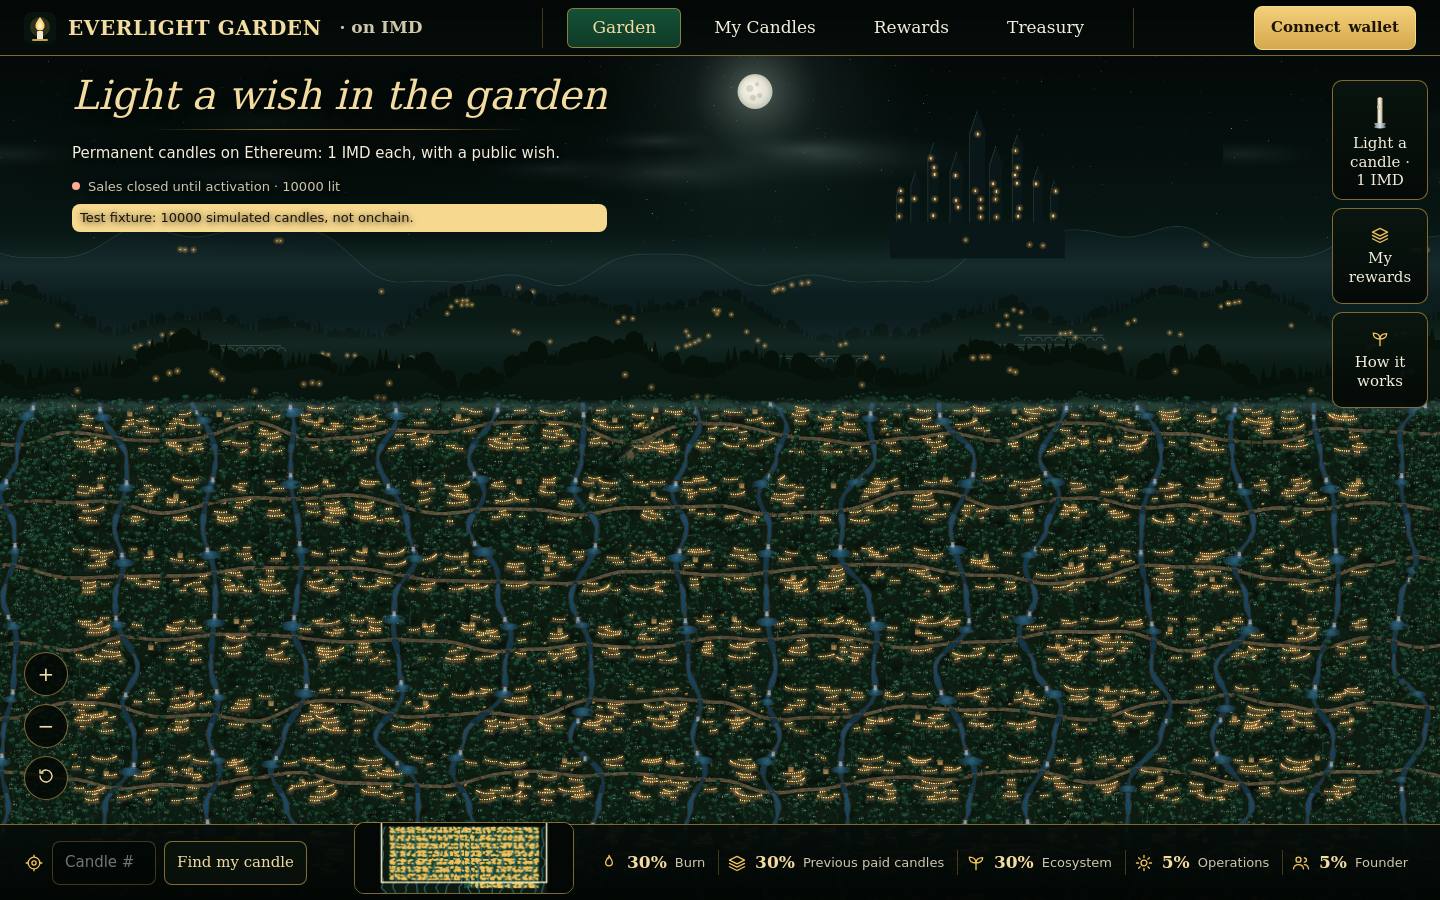 EVERLIGHT GARDEN · on IMD
Garden
My Candles
Rewards
Treasury
Connect wallet
Light a wish in the garden
Permanent candles on Ethereum: 1 IMD each, with a public wish.
Sales closed until activation · 10000 lit
Test fixture: 10000 simulated candles, not onchain.
Light a
candle ·
1 IMD
My
rewards
How it
works
+
−
Candle #
Find my candle
30% Burn
30% Previous paid candles
30% Ecosystem
5% Operations
5% Founder